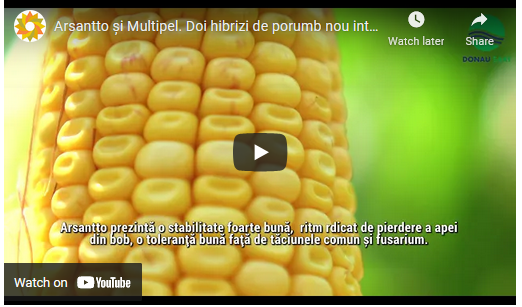 Arsantto și Multipel. Doi hibrizi de porumb nou int...
Watch later
Share
DONAU
Arsantto prezintă o stabilitate foarte bună, ritm rdicat de pierdere a apei
din bob, o toleranță bună față de tăciunele comun și fusarium.
Watch on YouTube